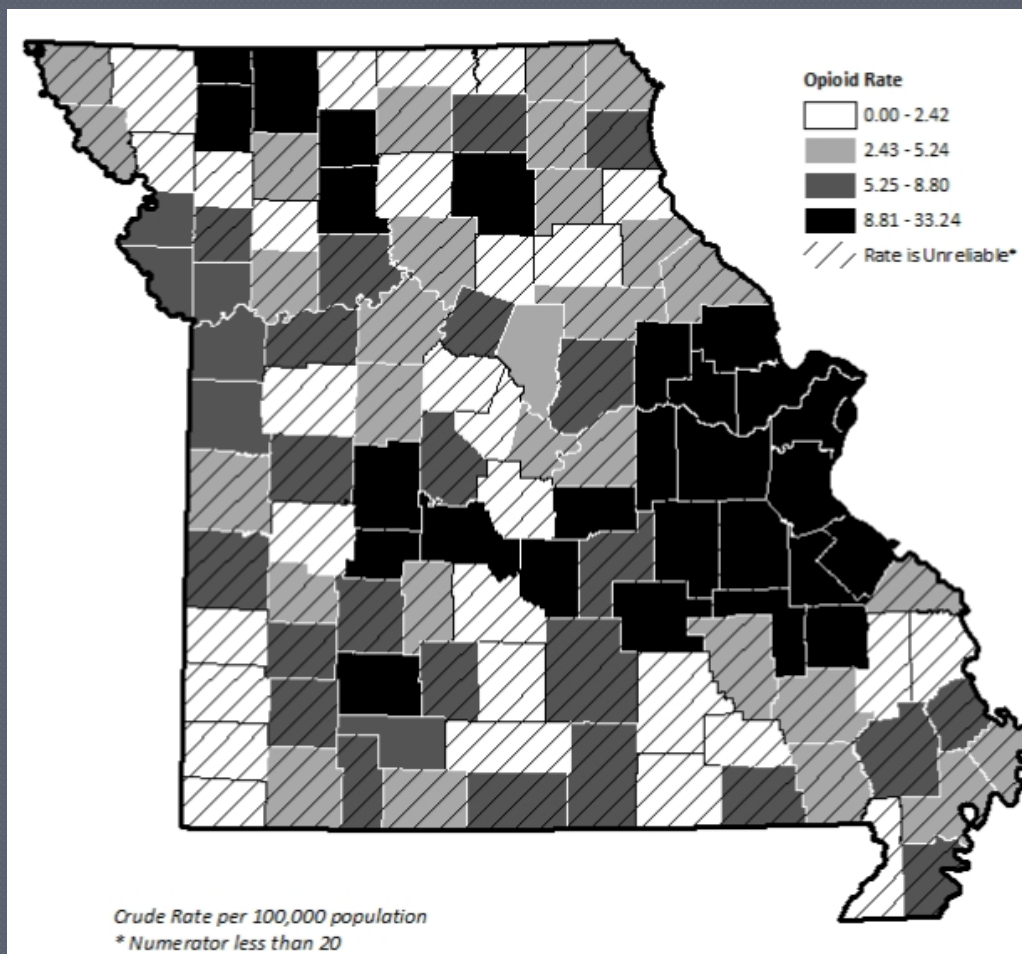 Opioid Rate
0.00 - 2.42
2.43 - 5.24
5.25 - 8.80
8.81 - 33.24
Rate is Unreliable*
Crude Rate per 100,000 population
* Numerator less than 20